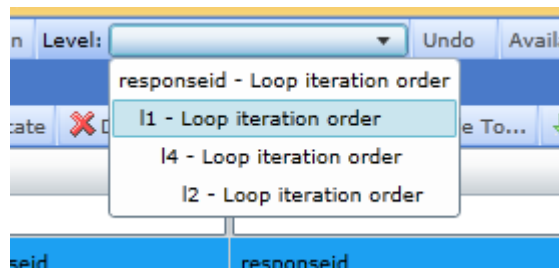 n Level: Undo Avail
responseid - Loop iteration order
l1 - Loop iteration order
cate D e To...
l4 - Loop iteration order
l2 - Loop iteration order
seid responseid